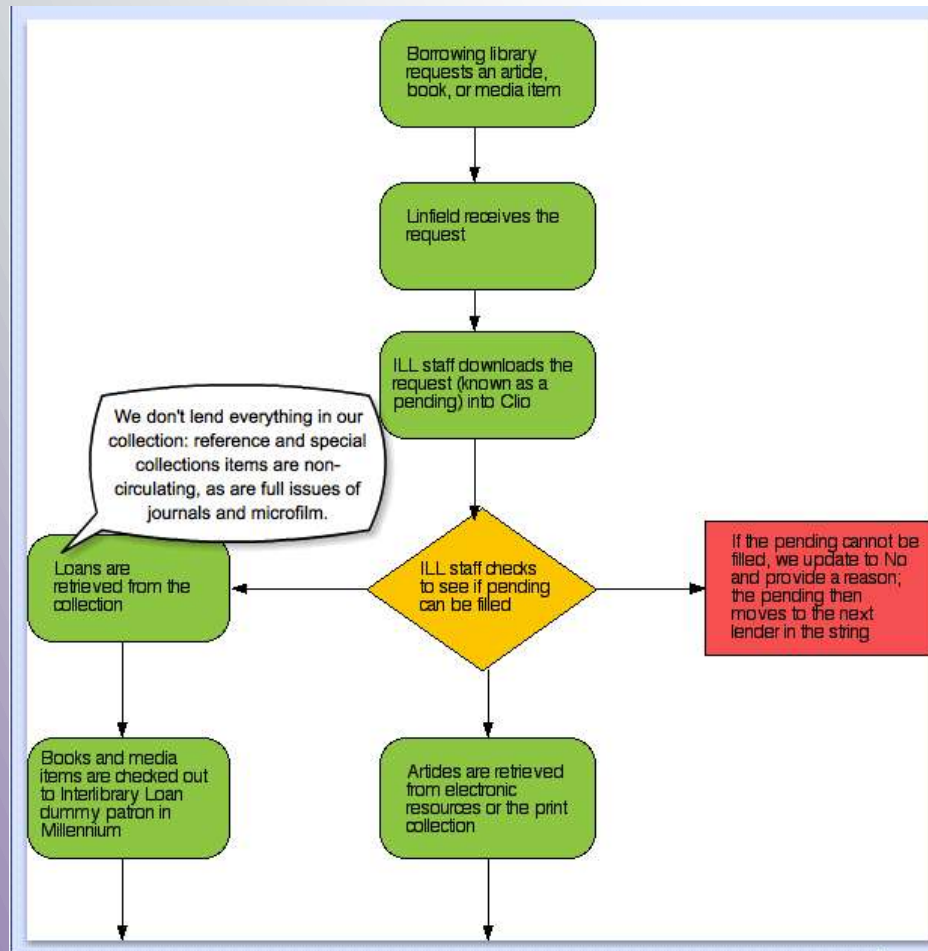 Borrowing library
requests an article,
book, or media item
Linfield receives the
request
ILL staff downloads the
request (known as a
pending) into Clio
We don't lend everything in our
collection: reference and special
collections items are non-
circulating, as are full issues of
journals and microfilm.
Loans are
retrieved from the
collection
ILL staff checks
to see if pending
can be filled
If the pending cannot be
filled, we update to No
and provide a reason;
the pending then
moves to the next
lender in the string
Books and media
items are checked out
to Interlibrary Loan
dummy patron in
Millennium
Articles are retrieved
from electronic
resources or the print
collection